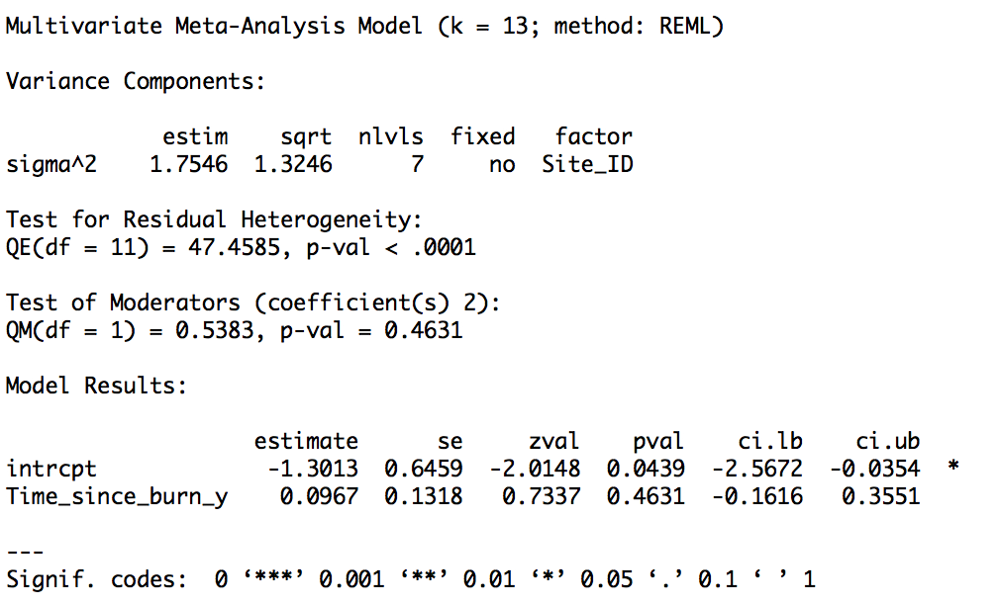 Multivariate Meta-Analysis Model (k = 13; method: REML)
Variance Components:
estim sqrt nlvls fixed factor
sigma^2 1.7546 1.3246 7 no Site_ID
Test for Residual Heterogeneity:
QE(df = 11) = 47.4585, p-val < .0001
Test of Moderators (coefficient(s) 2):
QM(df = 1) = 0.5383, p-val = 0.4631
Model Results:
estimate se zval pval ci.lb ci.ub
intrcpt -1.3013 0.6459 -2.0148 0.0439 -2.5672 -0.0354 *
Time_since_burn_y 0.0967 0.1318 0.7337 0.4631 -0.1616 0.3551
---
Signif. codes: 0 ‘***’ 0.001 ‘**’ 0.01 ‘*’ 0.05 ‘.’ 0.1 ‘ ’ 1